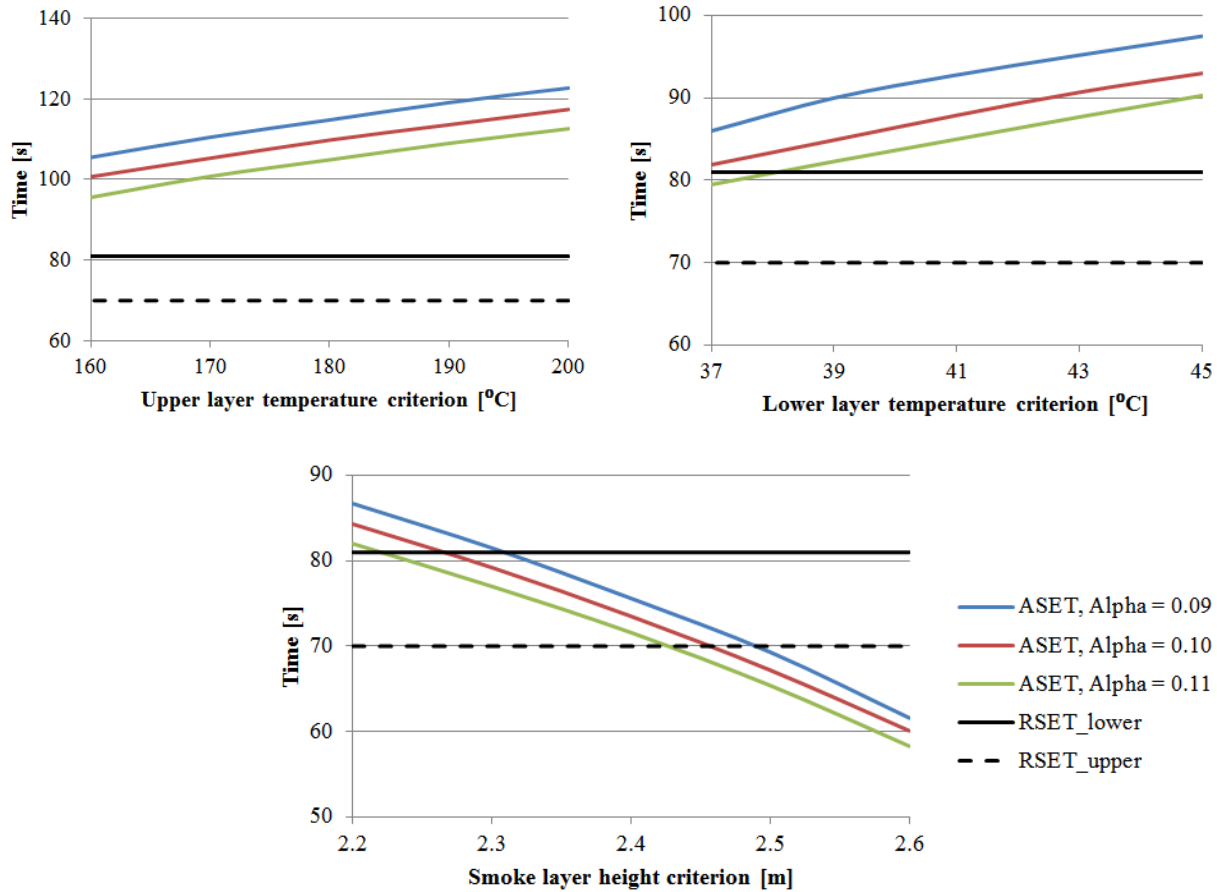 140
120
100
80
60
Time [s]
160
170
180
190
200
Upper layer temperature criterion [⁰C]
100
90
80
70
60
Time [s]
37
39
41
43
45
Lower layer temperature criterion [⁰C]
90
80
70
60
50
Time [s]
2.2
2.3
2.4
2.5
2.6
Smoke layer height criterion [m]
ASET, Alpha = 0.09
ASET, Alpha = 0.10
ASET, Alpha = 0.11
RSET_lower
RSET_upper